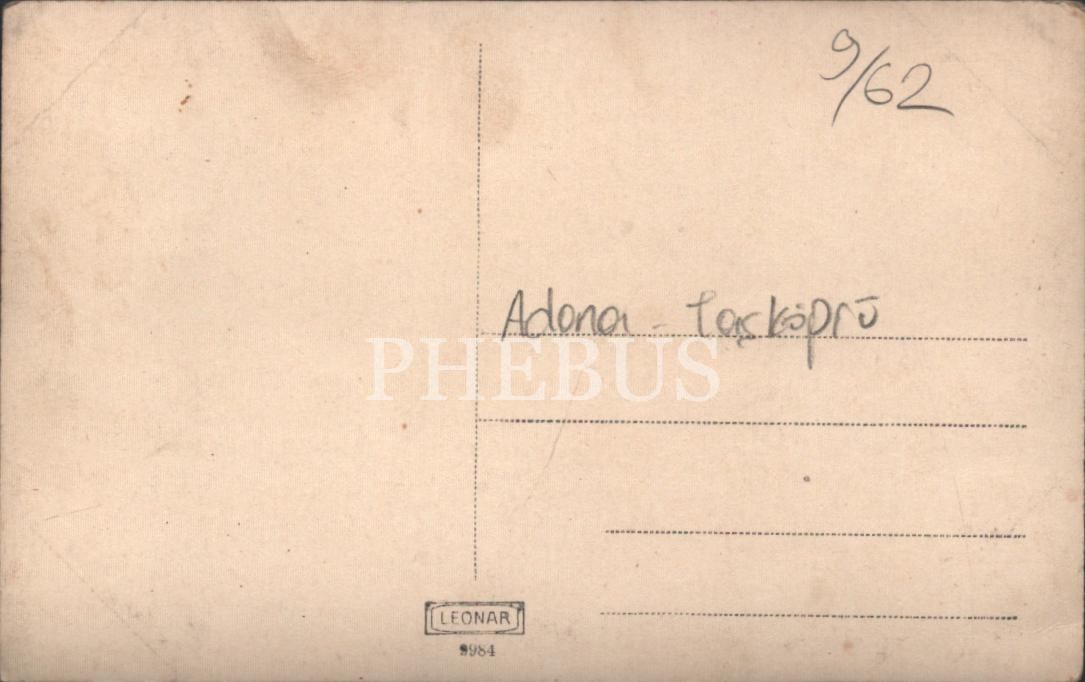 9/62
Adana - Taşköprü
PHEBUS
LEONAR
9984